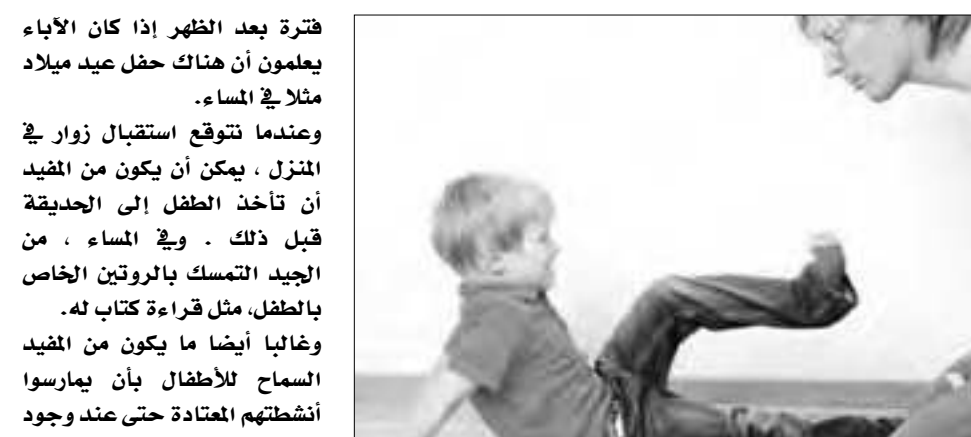 فترة بعد الظهر إذا كان الآباء
يعلمون أن هناك حفل عيد ميلاد
مثلا في المساء.
وعندما نتوقع استقبال زوار في
المنزل ، يمكن أن يكون من المفيد
أن تأخذ الطفل إلى الحديقة
قبل ذلك . وفي المساء ، من
الجيد التمسك بالروتين الخاص
بالطفل، مثل قراءة كتاب له.
وغالبا أيضا ما يكون من المفيد
السماح للأطفال بأن يمارسوا
أنشطتهم المعتادة حتى عند وجود